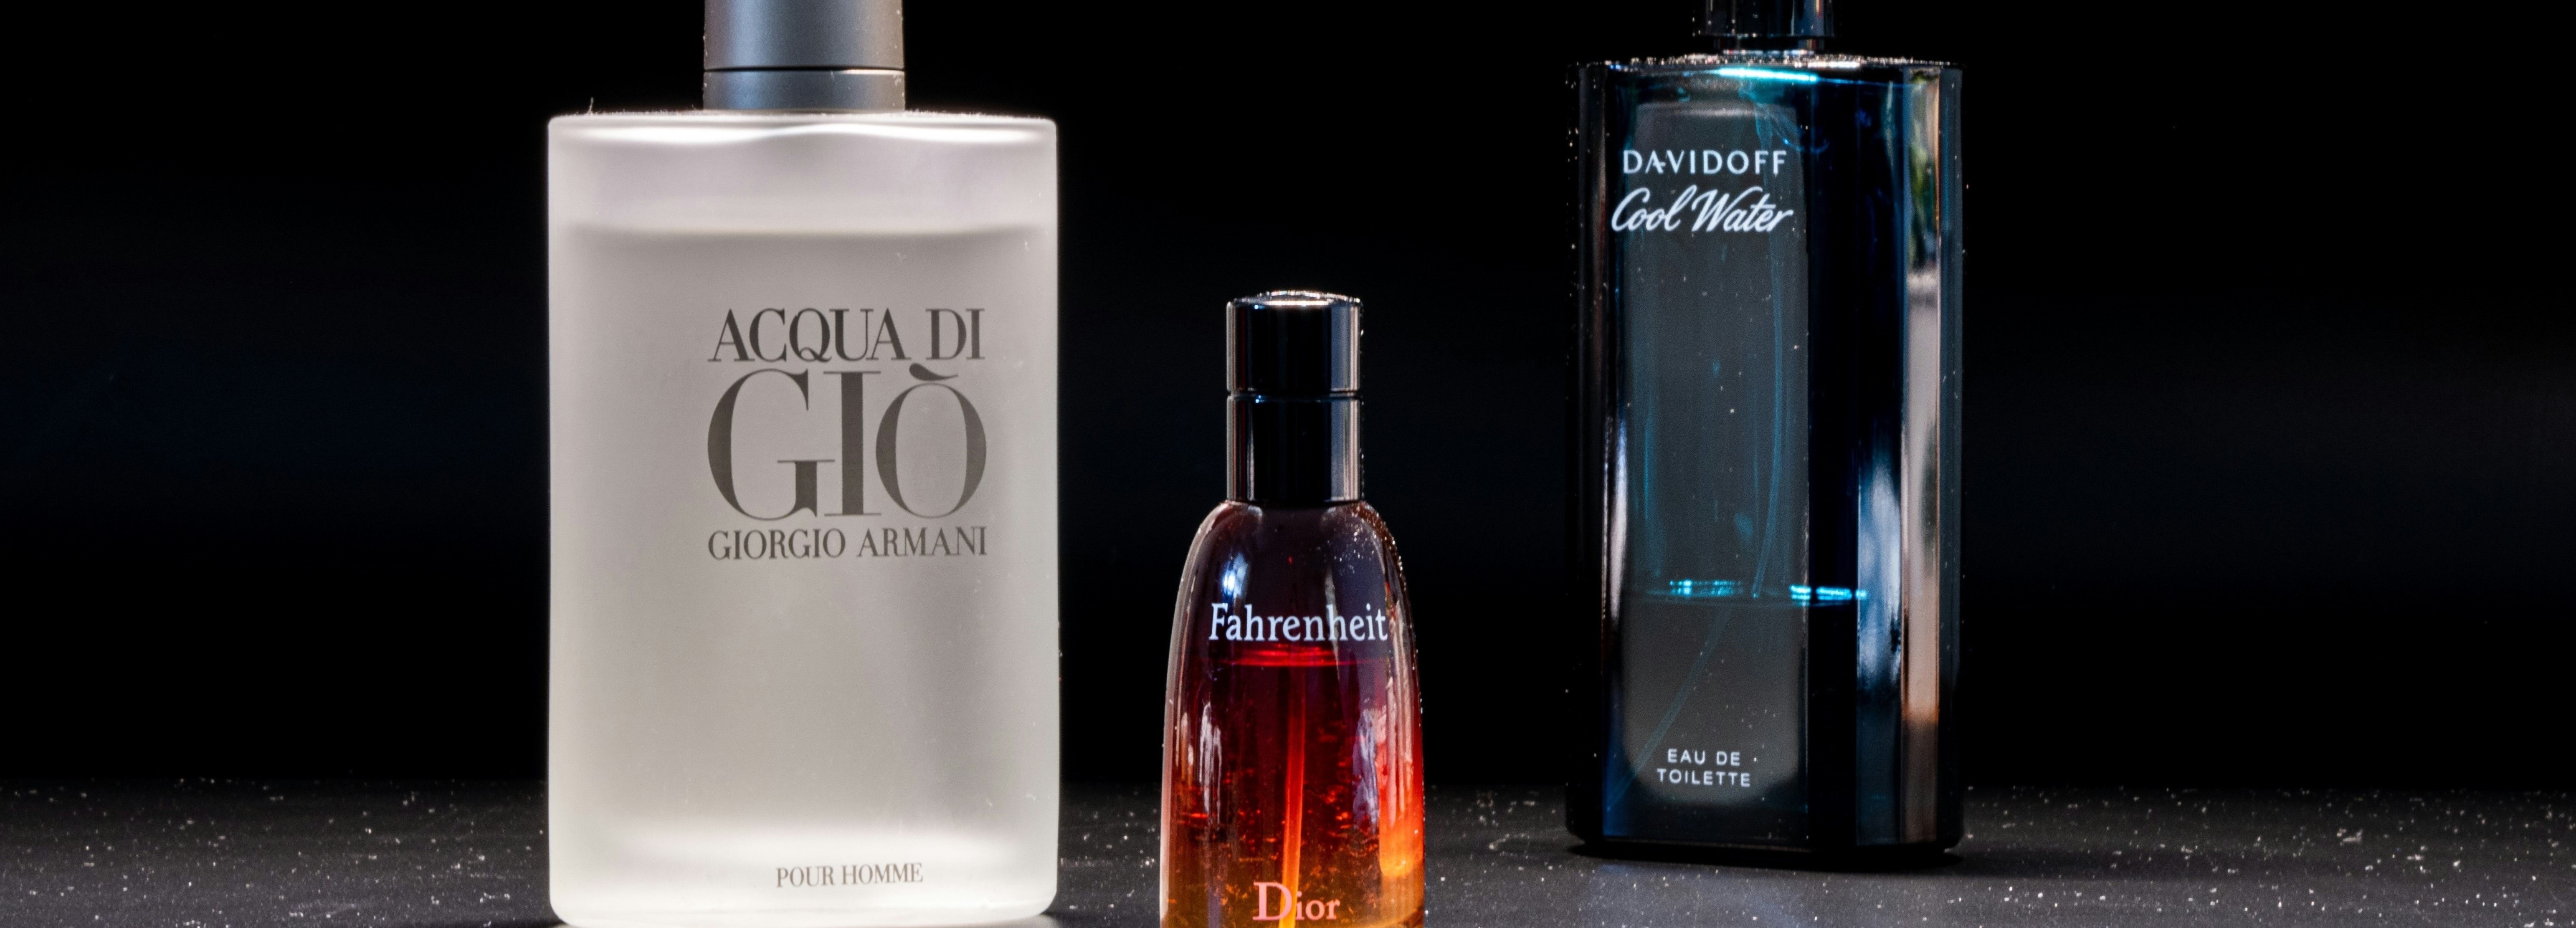 ACQUA DI
GIÒ
GIORGIO ARMANI
POUR HOMME
Fahrenheit
Dior
DAVIDOFF
Cool Water
EAU DE
TOILETTE